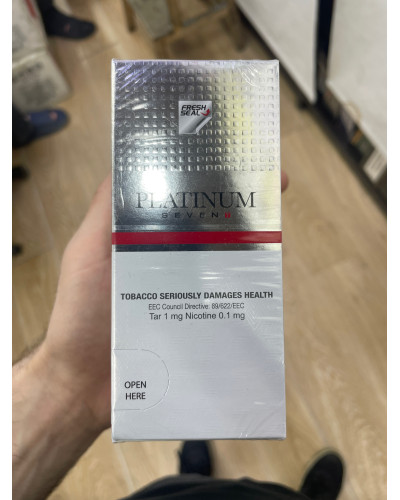 FRESH
SEAL
PLATINUM
SEVENS
TOBACCO SERIOUSLY DAMAGES HEALTH
EEC Council Directive: 89/622/EEC
Tar 1 mg Nicotine 0.1 mg
OPEN
HERE